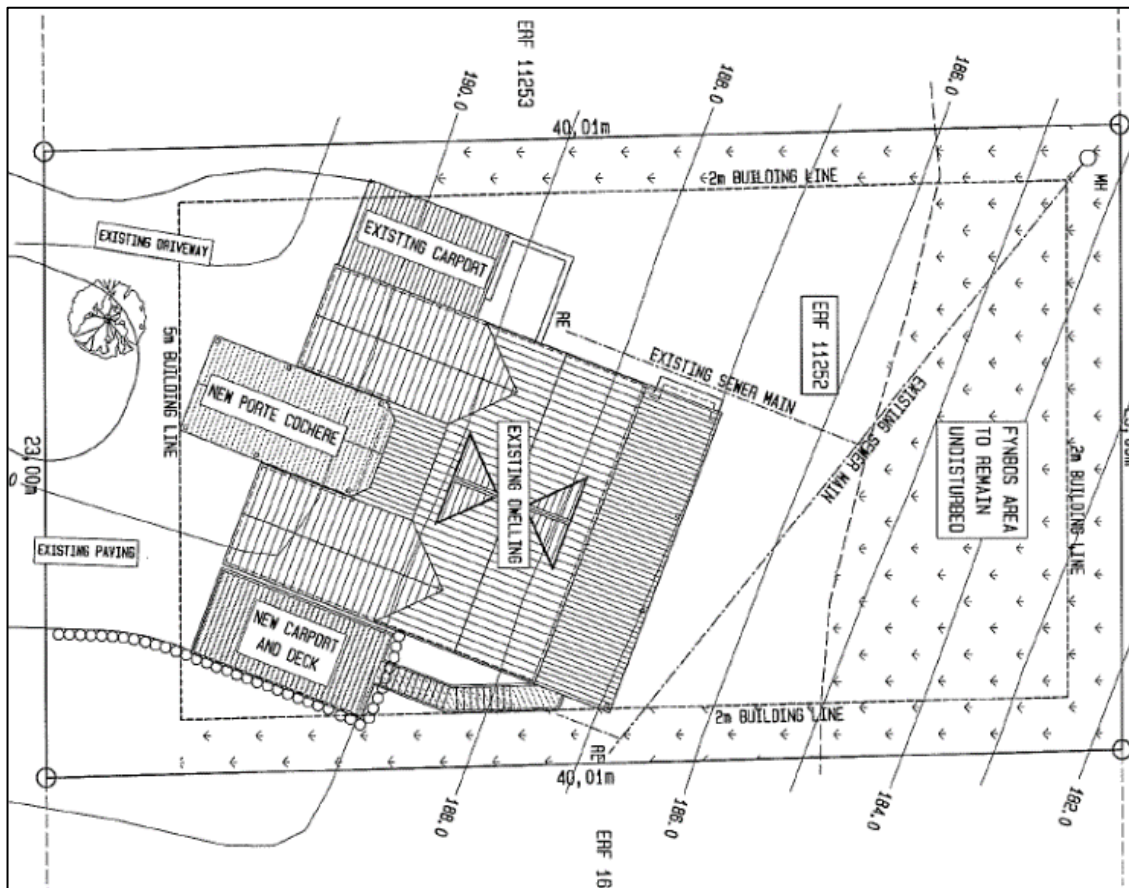 ERF 11253
190.0
188.0
186.0
40,01m
2m BUILDING LINE
MH
EXISTING DRIVEWAY
EXISTING CARPORT
RE
5m BUILDING LINE
EXISTING SEWER MAIN
ERF 11252
NEW PORTE COCHERE
EXISTING DWELLING
EXISTING SEWER MAIN
FYNBOS AREA
TO REMAIN
UNDISTURBED
2m BUILDING LINE
23,00m
0
EXISTING PAVING
NEW CARPORT
AND DECK
2m BUILDING LINE
RE
40,01m
188.0
186.0
184.0
182.0
ERF 16